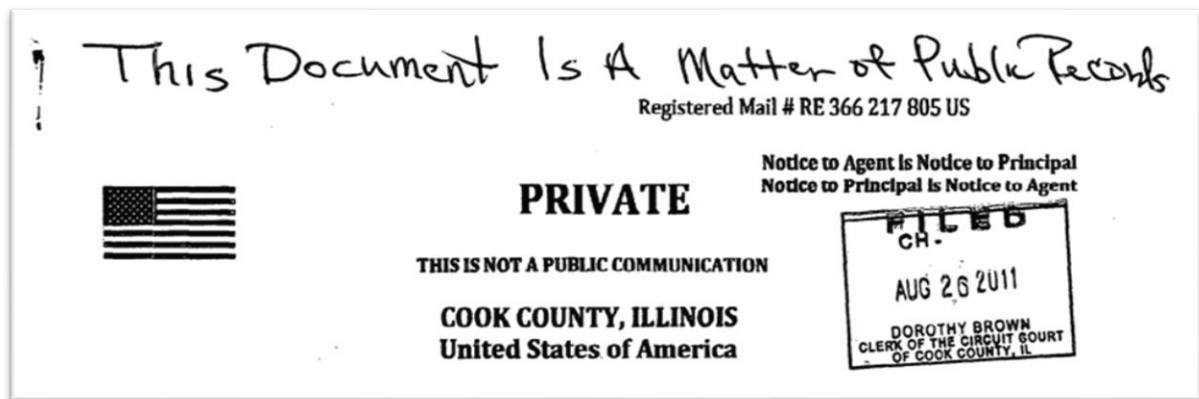 This Document Is A Matter of Public Records
Registered Mail # RE 366 217 805 US
Notice to Agent is Notice to Principal
Notice to Principal is Notice to Agent
PRIVATE
FILED
CH-
AUG 26 2011
THIS IS NOT A PUBLIC COMMUNICATION
COOK COUNTY, ILLINOIS
United States of America
DOROTHY BROWN
CLERK OF THE CIRCUIT COURT
OF COOK COUNTY, IL